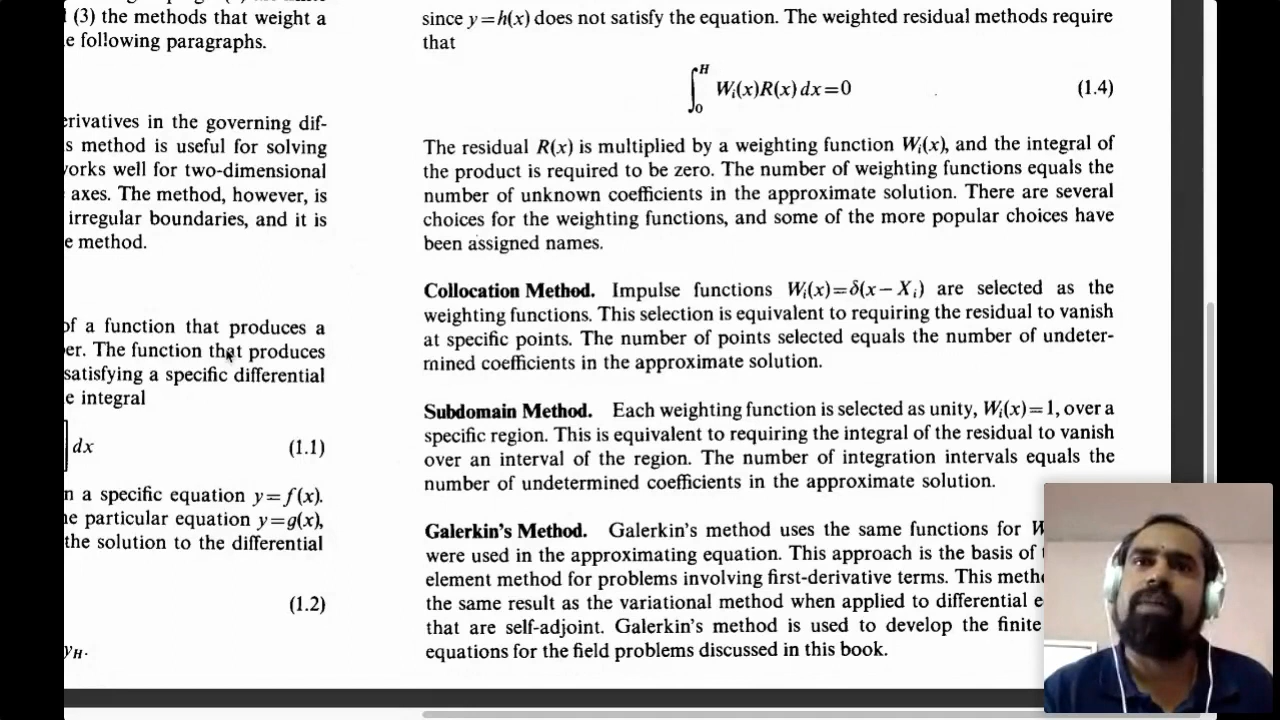 (3) the methods that weight a
following paragraphs.
erivatives in the governing dif-
s method is useful for solving
orks well for two-dimensional
axes. The method, however, is
irregular boundaries, and it is
e method.
of a function that produces a
er. The function that produces
satisfying a specific differential
e integral
dx (1.1)
n a specific equation y=f(x).
particular equation y=g(x),
the solution to the differential
(1.2)
yH.
since y=h(x) does not satisfy the equation. The weighted residual methods require
that
∫₀ᴴ Wᵢ(x)R(x) dx=0 (1.4)
The residual R(x) is multiplied by a weighting function Wᵢ(x), and the integral of
the product is required to be zero. The number of weighting functions equals the
number of unknown coefficients in the approximate solution. There are several
choices for the weighting functions, and some of the more popular choices have
been assigned names.
Collocation Method. Impulse functions Wᵢ(x)=δ(x−Xᵢ) are selected as the
weighting functions. This selection is equivalent to requiring the residual to vanish
at specific points. The number of points selected equals the number of undeter-
mined coefficients in the approximate solution.
Subdomain Method. Each weighting function is selected as unity, Wᵢ(x)=1, over a
specific region. This is equivalent to requiring the integral of the residual to vanish
over an interval of the region. The number of integration intervals equals the
number of undetermined coefficients in the approximate solution.
Galerkin's Method. Galerkin's method uses the same functions for W
were used in the approximating equation. This approach is the basis of
element method for problems involving first-derivative terms. This meth
the same result as the variational method when applied to differential e
that are self-adjoint. Galerkin's method is used to develop the finite
equations for the field problems discussed in this book.